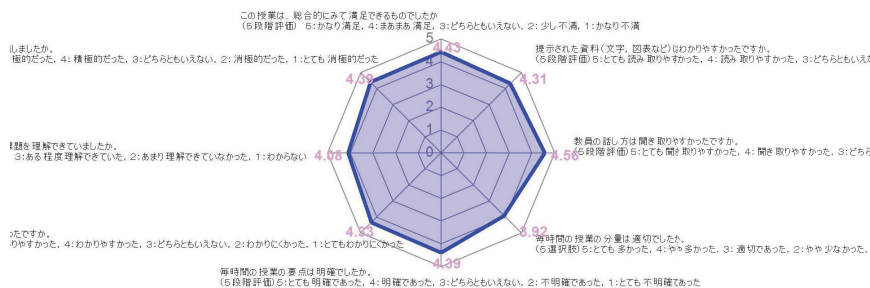 この授業は、総合的にみて満足できるものでしたか
(5段階評価) 5:かなり満足, 4:まあまあ満足, 3:どちらともいえない, 2:少し不満, 1:かなり不満
4.43
5
4
3
2
1
0
提示された資料(文字, 図表など)はわかりやすかったですか。
(5段階評価)5:とても読み取りやすかった, 4:読み取りやすかった, 3:どちらともいえな
4.31
教員の話し方は聞き取りやすかったですか。
(5段階評価)5:とても聞き取りやすかった, 4:聞き取りやすかった, 3:どちら
4.56
毎時間の授業の分量は適切でしたか。
(5選択肢)5:とても多かった, 4:やや多かった, 3:適切であった, 2:やや少なかった,
3.92
毎時間の授業の要点は明確でしたか。
(5段階評価)5:とても明確であった, 4:明確であった, 3:どちらともいえない, 2:不明確であった, 1:とても不明確であった
4.39
ったですか。
りやすかった, 4:わかりやすかった, 3:どちらともいえない, 2:わかりにくかった, 1:とてもわかりにくかった
4.33
題を理解できていましたか。
3:ある程度理解できていた, 2:あまり理解できていなかった, 1:わからない
4.08
しましたか。
極的だった, 4:積極的だった, 3:どちらともいえない, 2:消極的だった, 1:とても消極的だった